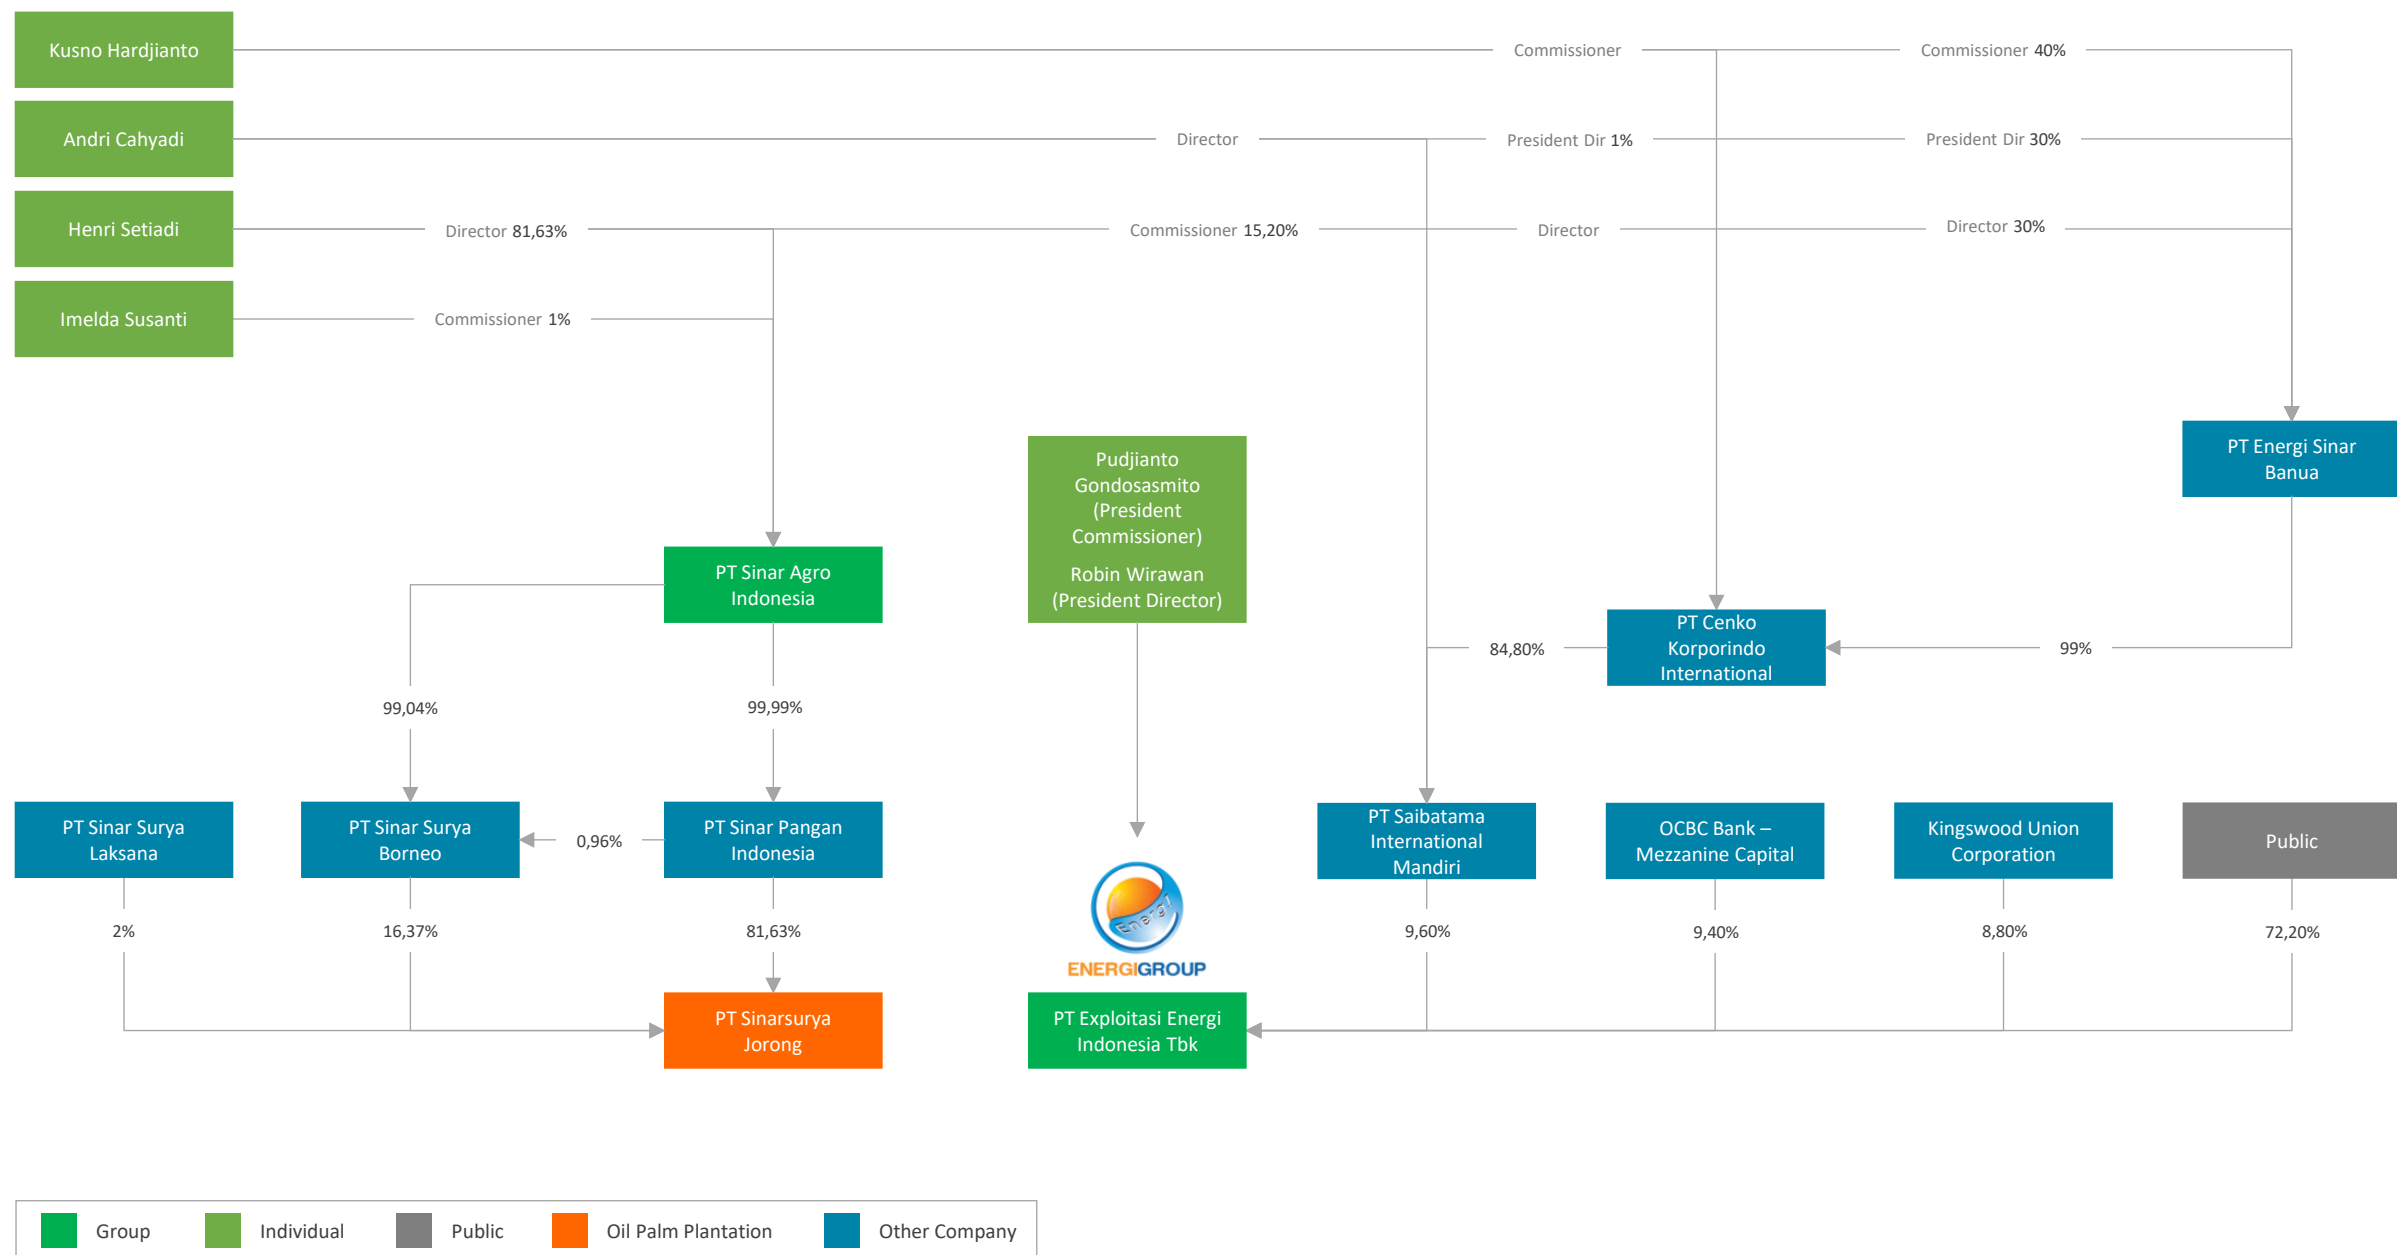 Kusno Hardjianto
Commissioner
Commissioner 40%
Andri Cahyadi
Director
President Dir 1%
President Dir 30%
Henri Setiadi
Director 81,63%
Commissioner 15,20%
Director
Director 30%
Imelda Susanti
Commissioner 1%
PT Energi Sinar
Banua
Pudjianto
Gondosasmito
(President
Commissioner)
Robin Wirawan
(President Director)
PT Sinar Agro
Indonesia
PT Cenko
Korporindo
International
84,80%
99%
99,04%
99,99%
PT Sinar Surya
Laksana
PT Sinar Surya
Borneo
0,96%
PT Sinar Pangan
Indonesia
PT Saibatama
International
Mandiri
OCBC Bank –
Mezzanine Capital
Kingswood Union
Corporation
Public
Energi
ENERGIGROUP
2%
16,37%
81,63%
9,60%
9,40%
8,80%
72,20%
PT Sinarsurya
Jorong
PT Exploitasi Energi
Indonesia Tbk
Group
Individual
Public
Oil Palm Plantation
Other Company